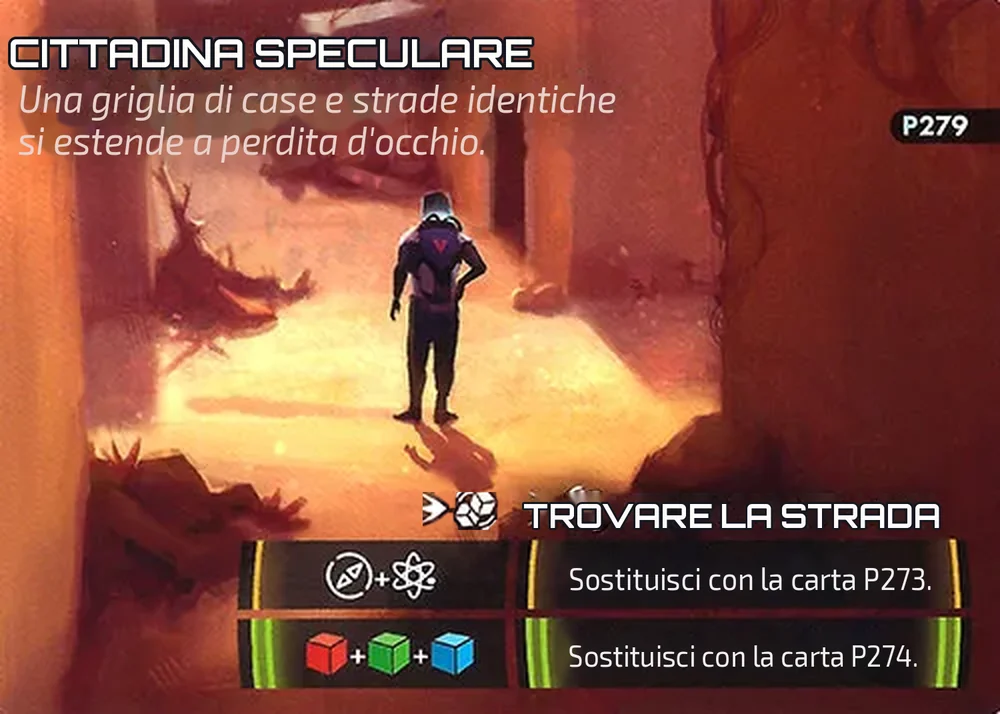 CITTADINA SPECULARE
Una griglia di case e strade identiche
si estende a perdita d'occhio.
P279
TROVARE LA STRADA
+
Sostituisci con la carta P273.
+ +
Sostituisci con la carta P274.